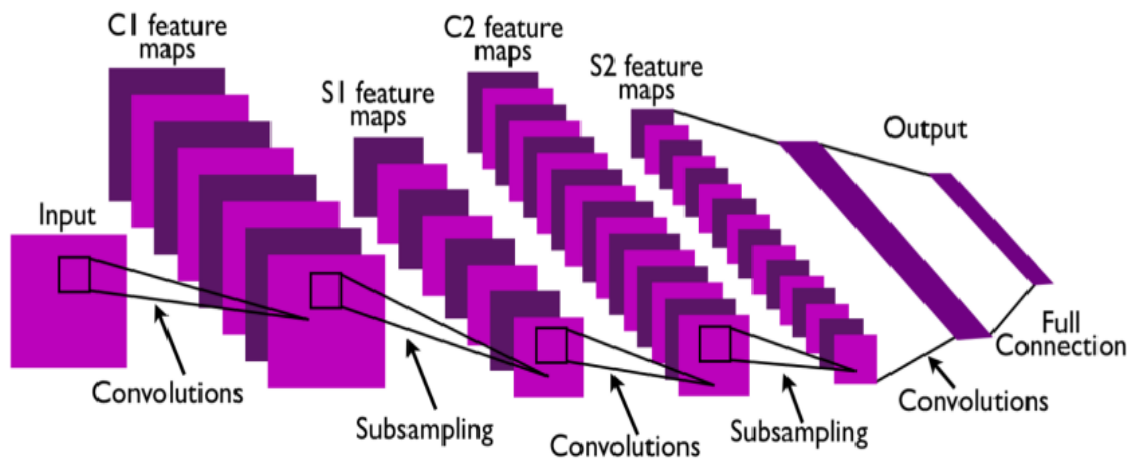 C1 feature
maps
C2 feature
maps
S1 feature
maps
S2 feature
maps
Output
Input
Full
Connection
Convolutions
Subsampling
Convolutions
Subsampling
Convolutions